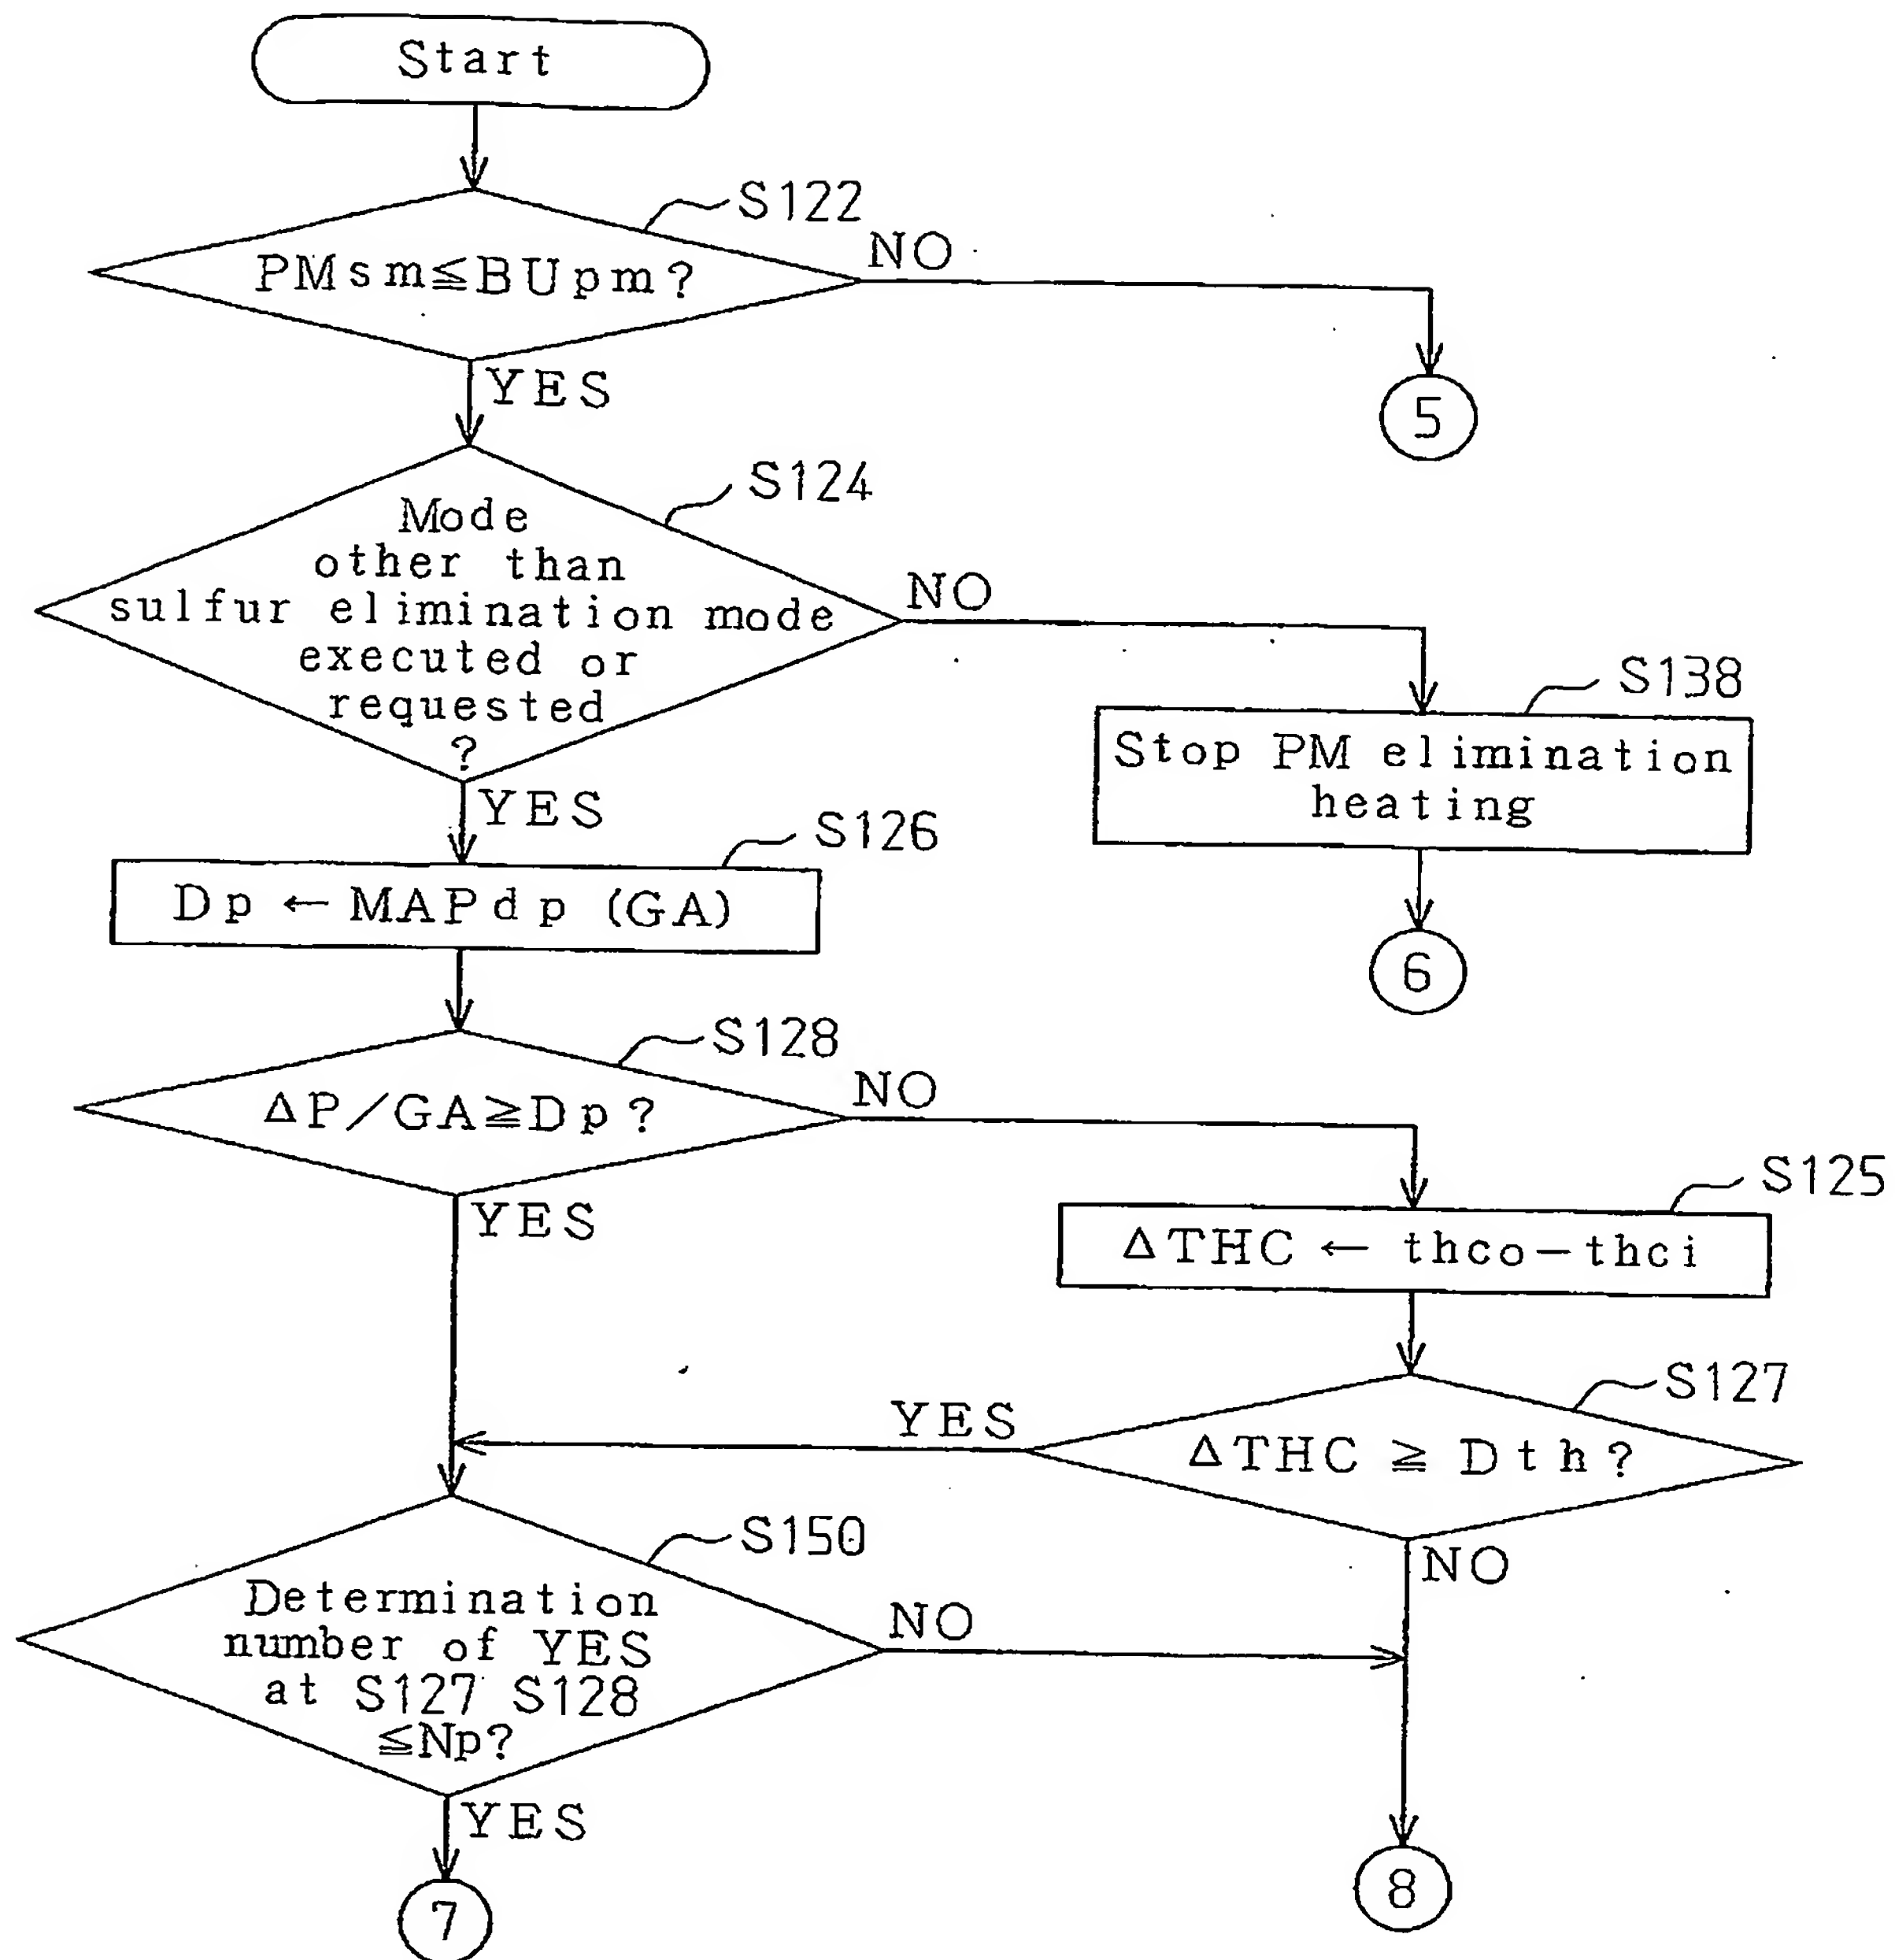 Start
S122
PMsm≦BUpm?
NO
YES
5
S124
Mode
other than
sulfur elimination mode
executed or
requested
?
NO
YES
S138
Stop PM elimination
heating
6
S126
Dp ← MAPdp (GA)
S128
ΔP/GA≧Dp?
NO
YES
S125
ΔTHC ← thco−thci
S127
ΔTHC ≧ Dth?
YES
NO
S150
Determination
number of YES
at S127 S128
≦Np?
NO
YES
7
8